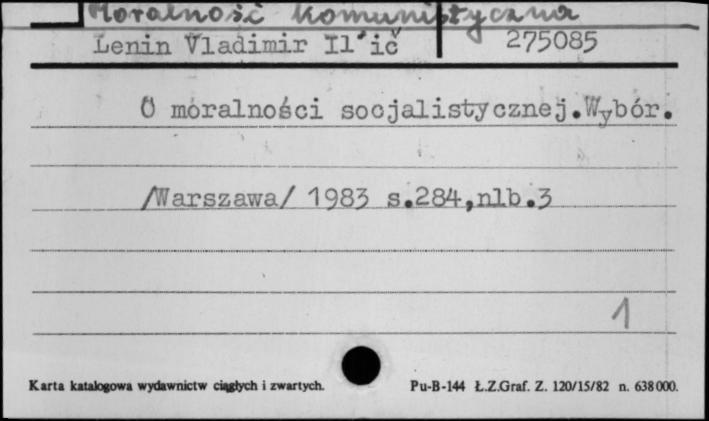 Moralność komunistyczna
Lenin Vladimir Il'ič 275085
O moralności socjalistycznej.Wybór.
/Warszawa/ 1983 s.284,nlb.3
1
Karta katalogowa wydawnictw ciągłych i zwartych. Pu-B-144 Ł.Z.Graf. Z. 120/15/82 n. 638000.